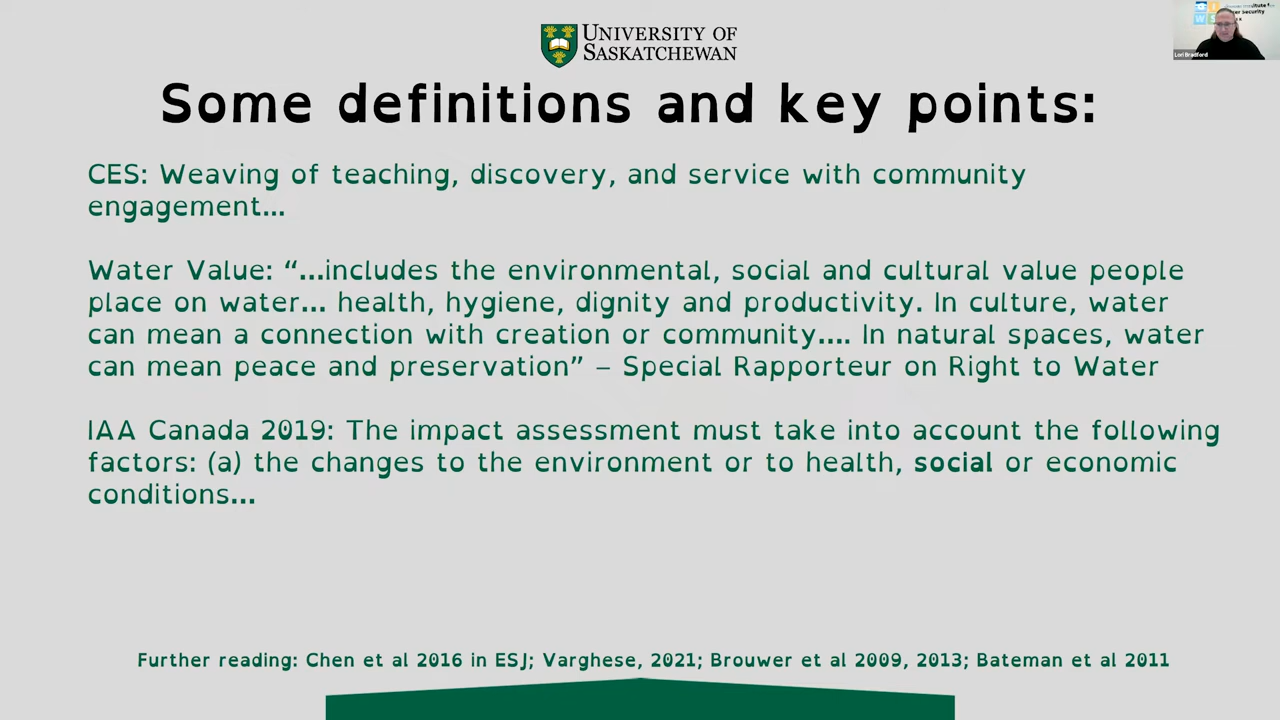 UNIVERSITY OF
SASKATCHEWAN
Lori Bradford
Some definitions and key points:
CES: Weaving of teaching, discovery, and service with community
engagement...
Water Value: “...includes the environmental, social and cultural value people
place on water... health, hygiene, dignity and productivity. In culture, water
can mean a connection with creation or community.... In natural spaces, water
can mean peace and preservation” – Special Rapporteur on Right to Water
IAA Canada 2019: The impact assessment must take into account the following
factors: (a) the changes to the environment or to health, social or economic
conditions...
Further reading: Chen et al 2016 in ESJ; Varghese, 2021; Brouwer et al 2009, 2013; Bateman et al 2011